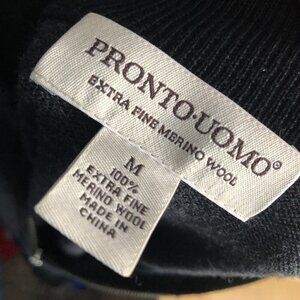 PRONTO·UOMO®
EXTRA FINE MERINO WOOL
M
100%
EXTRA FINE
MERINO WOOL
MADE IN
CHINA